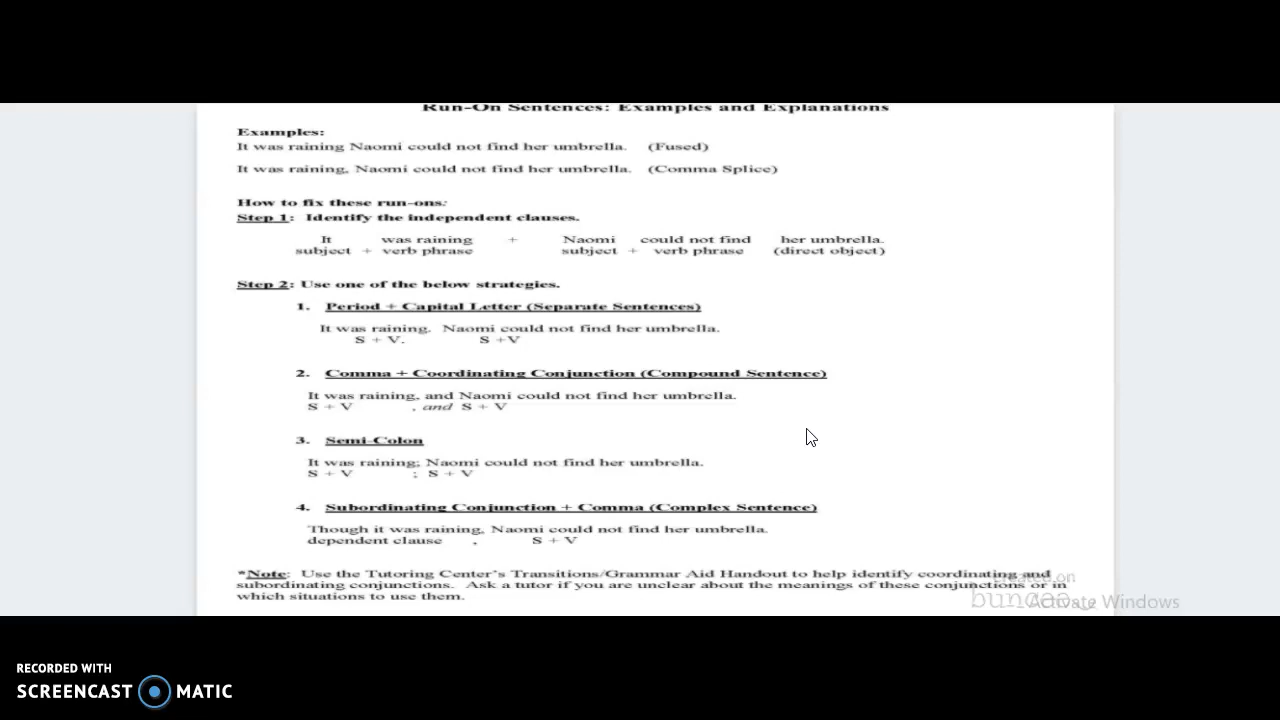 Run-On Sentences: Examples and Explanations
Examples:
It was raining Naomi could not find her umbrella. (Fused)
It was raining, Naomi could not find her umbrella. (Comma Splice)
How to fix these run-ons:
Step 1: Identify the independent clauses.
It was raining + Naomi could not find her umbrella.
subject + verb phrase subject + verb phrase (direct object)
Step 2: Use one of the below strategies.
1. Period + Capital Letter (Separate Sentences)
It was raining. Naomi could not find her umbrella.
S + V. S +V
2. Comma + Coordinating Conjunction (Compound Sentence)
It was raining, and Naomi could not find her umbrella.
S + V , and S + V
3. Semi-Colon
It was raining; Naomi could not find her umbrella.
S + V ; S + V
4. Subordinating Conjunction + Comma (Complex Sentence)
Though it was raining, Naomi could not find her umbrella.
dependent clause , S + V
*Note: Use the Tutoring Center's Transitions/Grammar Aid Handout to help identify coordinating and
subordinating conjunctions. Ask a tutor if you are unclear about the meanings of these conjunctions or in
which situations to use them.
created on
buncee
Activate Windows
RECORDED WITH
SCREENCAST MATIC